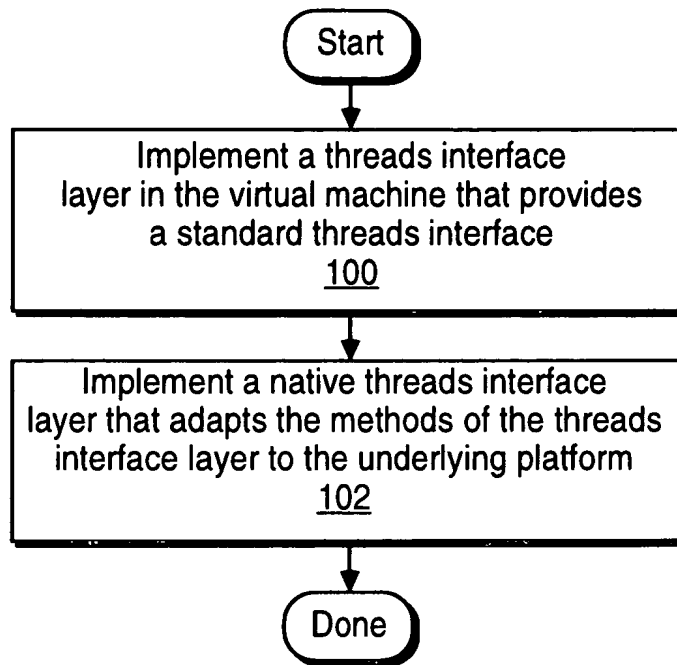 Start
Implement a threads interface
layer in the virtual machine that provides
a standard threads interface
100
Implement a native threads interface
layer that adapts the methods of the threads
interface layer to the underlying platform
102
Done